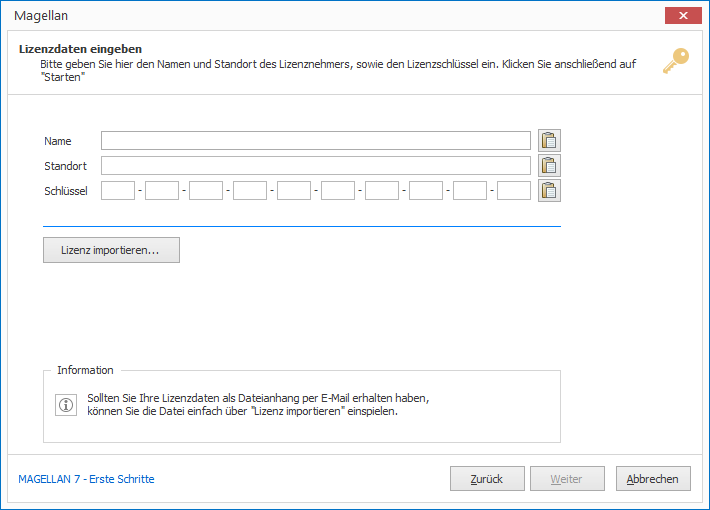 Magellan
Lizenzdaten eingeben
Bitte geben Sie hier den Namen und Standort des Lizenznehmers, sowie den Lizenzschlüssel ein. Klicken Sie anschließend auf
"Starten"
Name
Standort
Schlüssel - - - - - - - - -
Lizenz importieren...
Information
Sollten Sie Ihre Lizenzdaten als Dateianhang per E-Mail erhalten haben,
können Sie die Datei einfach über "Lizenz importieren" einspielen.
MAGELLAN 7 - Erste Schritte
Zurück
Weiter
Abbrechen